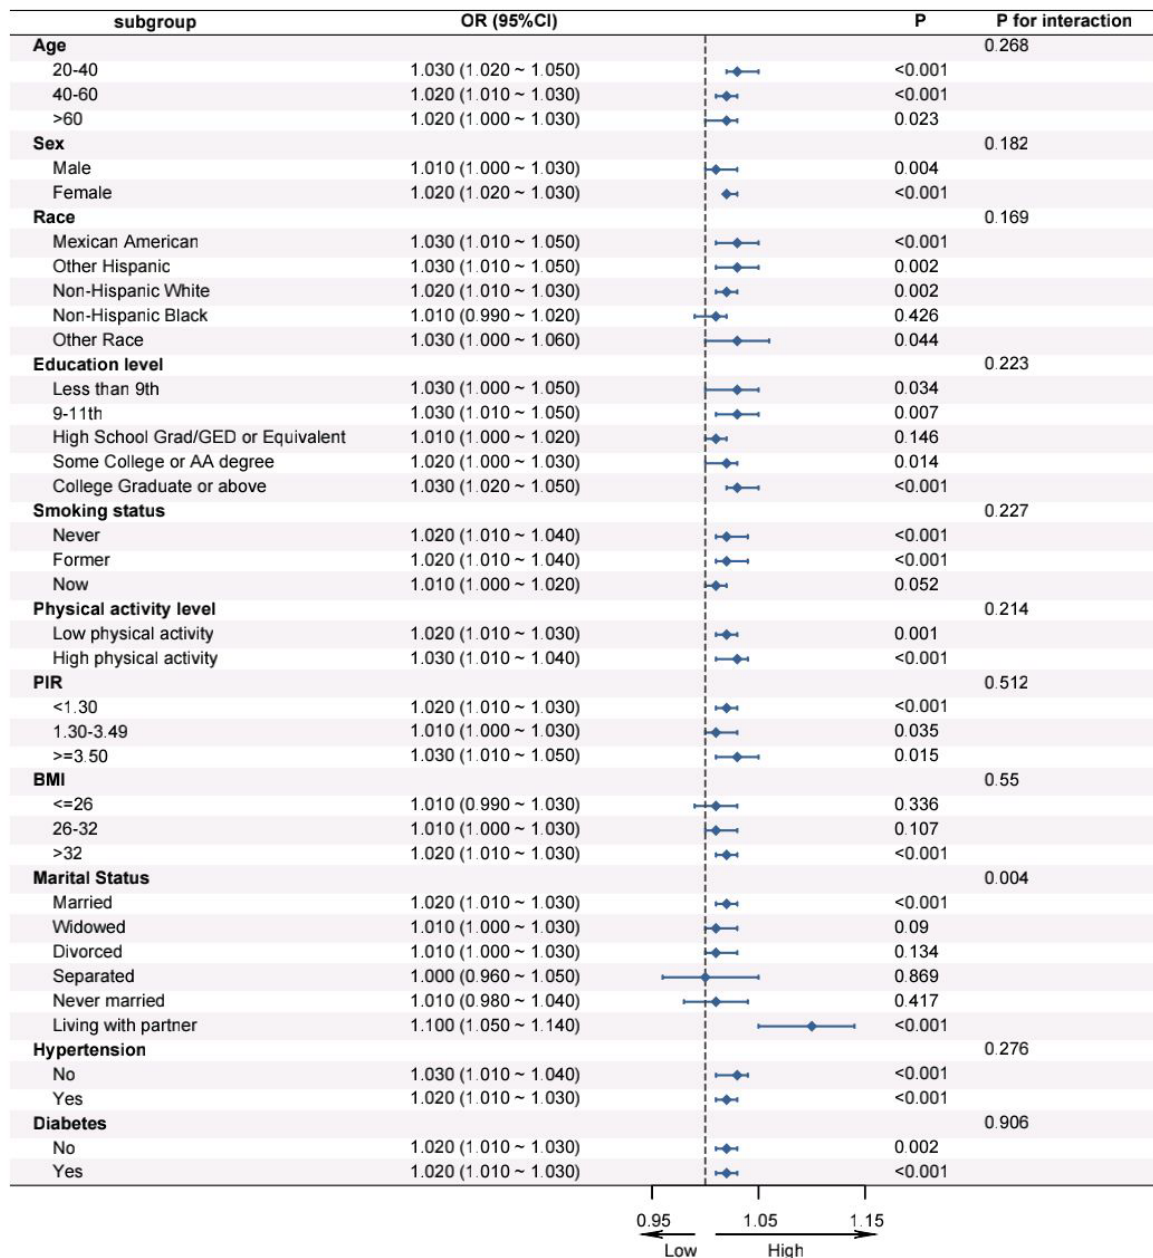 subgroup OR (95%CI) P P for interaction
Age 0.268
20-40 1.030 (1.020 ~ 1.050) <0.001
40-60 1.020 (1.010 ~ 1.030) <0.001
>60 1.020 (1.000 ~ 1.030) 0.023
Sex 0.182
Male 1.010 (1.000 ~ 1.030) 0.004
Female 1.020 (1.020 ~ 1.030) <0.001
Race 0.169
Mexican American 1.030 (1.010 ~ 1.050) <0.001
Other Hispanic 1.030 (1.010 ~ 1.050) 0.002
Non-Hispanic White 1.020 (1.010 ~ 1.030) 0.002
Non-Hispanic Black 1.010 (0.990 ~ 1.020) 0.426
Other Race 1.030 (1.000 ~ 1.060) 0.044
Education level 0.223
Less than 9th 1.030 (1.000 ~ 1.050) 0.034
9-11th 1.030 (1.010 ~ 1.050) 0.007
High School Grad/GED or Equivalent 1.010 (1.000 ~ 1.020) 0.146
Some College or AA degree 1.020 (1.000 ~ 1.030) 0.014
College Graduate or above 1.030 (1.020 ~ 1.050) <0.001
Smoking status 0.227
Never 1.020 (1.010 ~ 1.040) <0.001
Former 1.020 (1.010 ~ 1.040) <0.001
Now 1.010 (1.000 ~ 1.020) 0.052
Physical activity level 0.214
Low physical activity 1.020 (1.010 ~ 1.030) 0.001
High physical activity 1.030 (1.010 ~ 1.040) <0.001
PIR 0.512
<1.30 1.020 (1.010 ~ 1.030) <0.001
1.30-3.49 1.010 (1.000 ~ 1.030) 0.035
>=3.50 1.030 (1.010 ~ 1.050) 0.015
BMI 0.55
<=26 1.010 (0.990 ~ 1.030) 0.336
26-32 1.010 (1.000 ~ 1.030) 0.107
>32 1.020 (1.010 ~ 1.030) <0.001
Marital Status 0.004
Married 1.020 (1.010 ~ 1.030) <0.001
Widowed 1.010 (1.000 ~ 1.030) 0.09
Divorced 1.010 (1.000 ~ 1.030) 0.134
Separated 1.000 (0.960 ~ 1.050) 0.869
Never married 1.010 (0.980 ~ 1.040) 0.417
Living with partner 1.100 (1.050 ~ 1.140) <0.001
Hypertension 0.276
No 1.030 (1.010 ~ 1.040) <0.001
Yes 1.020 (1.010 ~ 1.030) <0.001
Diabetes 0.906
No 1.020 (1.010 ~ 1.030) 0.002
Yes 1.020 (1.010 ~ 1.030) <0.001
0.95 1.05 1.15
Low High